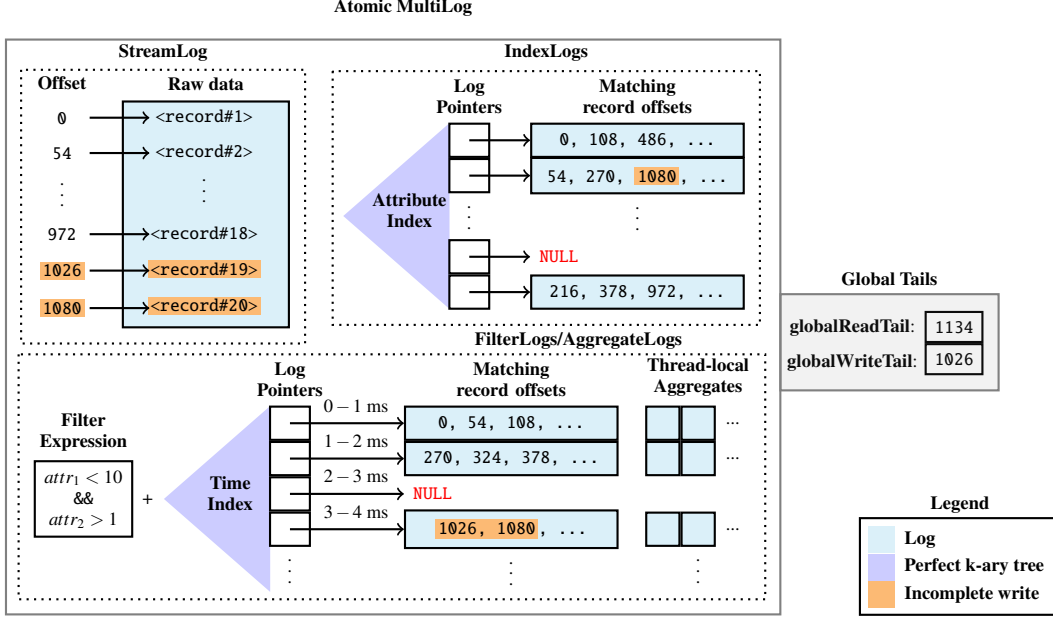 Atomic MultiLog
StreamLog
Offset Raw data
0 <record#1>
54 <record#2>
972 <record#18>
1026 <record#19>
1080 <record#20>
IndexLogs
Log
Pointers
Matching
record offsets
Attribute
Index
0, 108, 486, ...
54, 270, 1080, ...
NULL
216, 378, 972, ...
Global Tails
globalReadTail: 1134
globalWriteTail: 1026
FilterLogs/AggregateLogs
Filter
Expression
attr₁ < 10
&&
attr₂ > 1
+
Time
Index
Log
Pointers
Matching
record offsets
Thread-local
Aggregates
0 – 1 ms
0, 54, 108, ...
...
1 – 2 ms
270, 324, 378, ...
...
2 – 3 ms
NULL
3 – 4 ms
1026, 1080, ...
...
Legend
Log
Perfect k-ary tree
Incomplete write